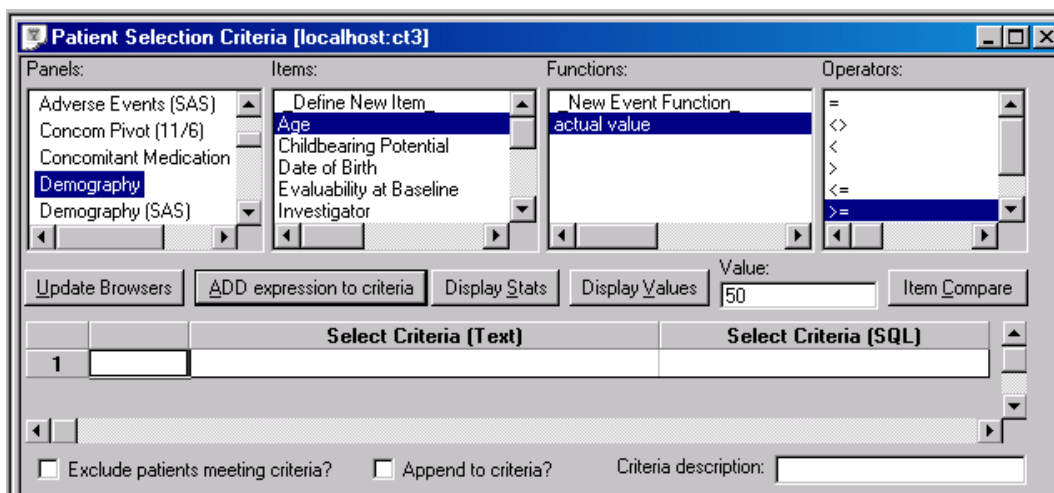 Patient Selection Criteria [localhost:ct3]
Panels: Items: Functions: Operators:
Adverse Events (SAS)
Concom Pivot (11/6)
Concomitant Medication
Demography
Demography (SAS)
_Define New Item_
Age
Childbearing Potential
Date of Birth
Evaluability at Baseline
Investigator
_New Event Function_
actual value
=
<>
<
>
<=
>=
Value:
Update Browsers ADD expression to criteria Display Stats Display Values 50 Item Compare
Select Criteria (Text) Select Criteria (SQL)
1
Exclude patients meeting criteria? Append to criteria? Criteria description: